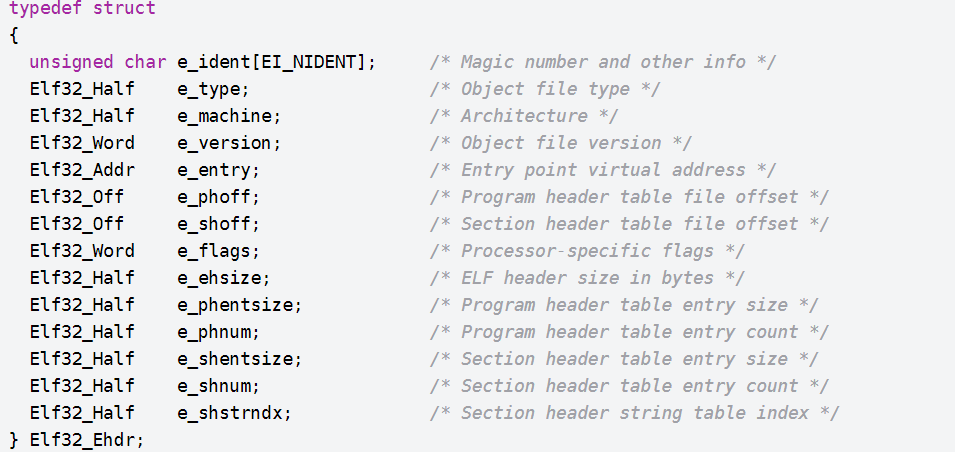 typedef struct
{
  unsigned char e_ident[EI_NIDENT];     /* Magic number and other info */
  Elf32_Half    e_type;                 /* Object file type */
  Elf32_Half    e_machine;              /* Architecture */
  Elf32_Word    e_version;              /* Object file version */
  Elf32_Addr    e_entry;                /* Entry point virtual address */
  Elf32_Off     e_phoff;                /* Program header table file offset */
  Elf32_Off     e_shoff;                /* Section header table file offset */
  Elf32_Word    e_flags;                /* Processor-specific flags */
  Elf32_Half    e_ehsize;               /* ELF header size in bytes */
  Elf32_Half    e_phentsize;            /* Program header table entry size */
  Elf32_Half    e_phnum;                /* Program header table entry count */
  Elf32_Half    e_shentsize;            /* Section header table entry size */
  Elf32_Half    e_shnum;                /* Section header table entry count */
  Elf32_Half    e_shstrndx;             /* Section header string table index */
} Elf32_Ehdr;